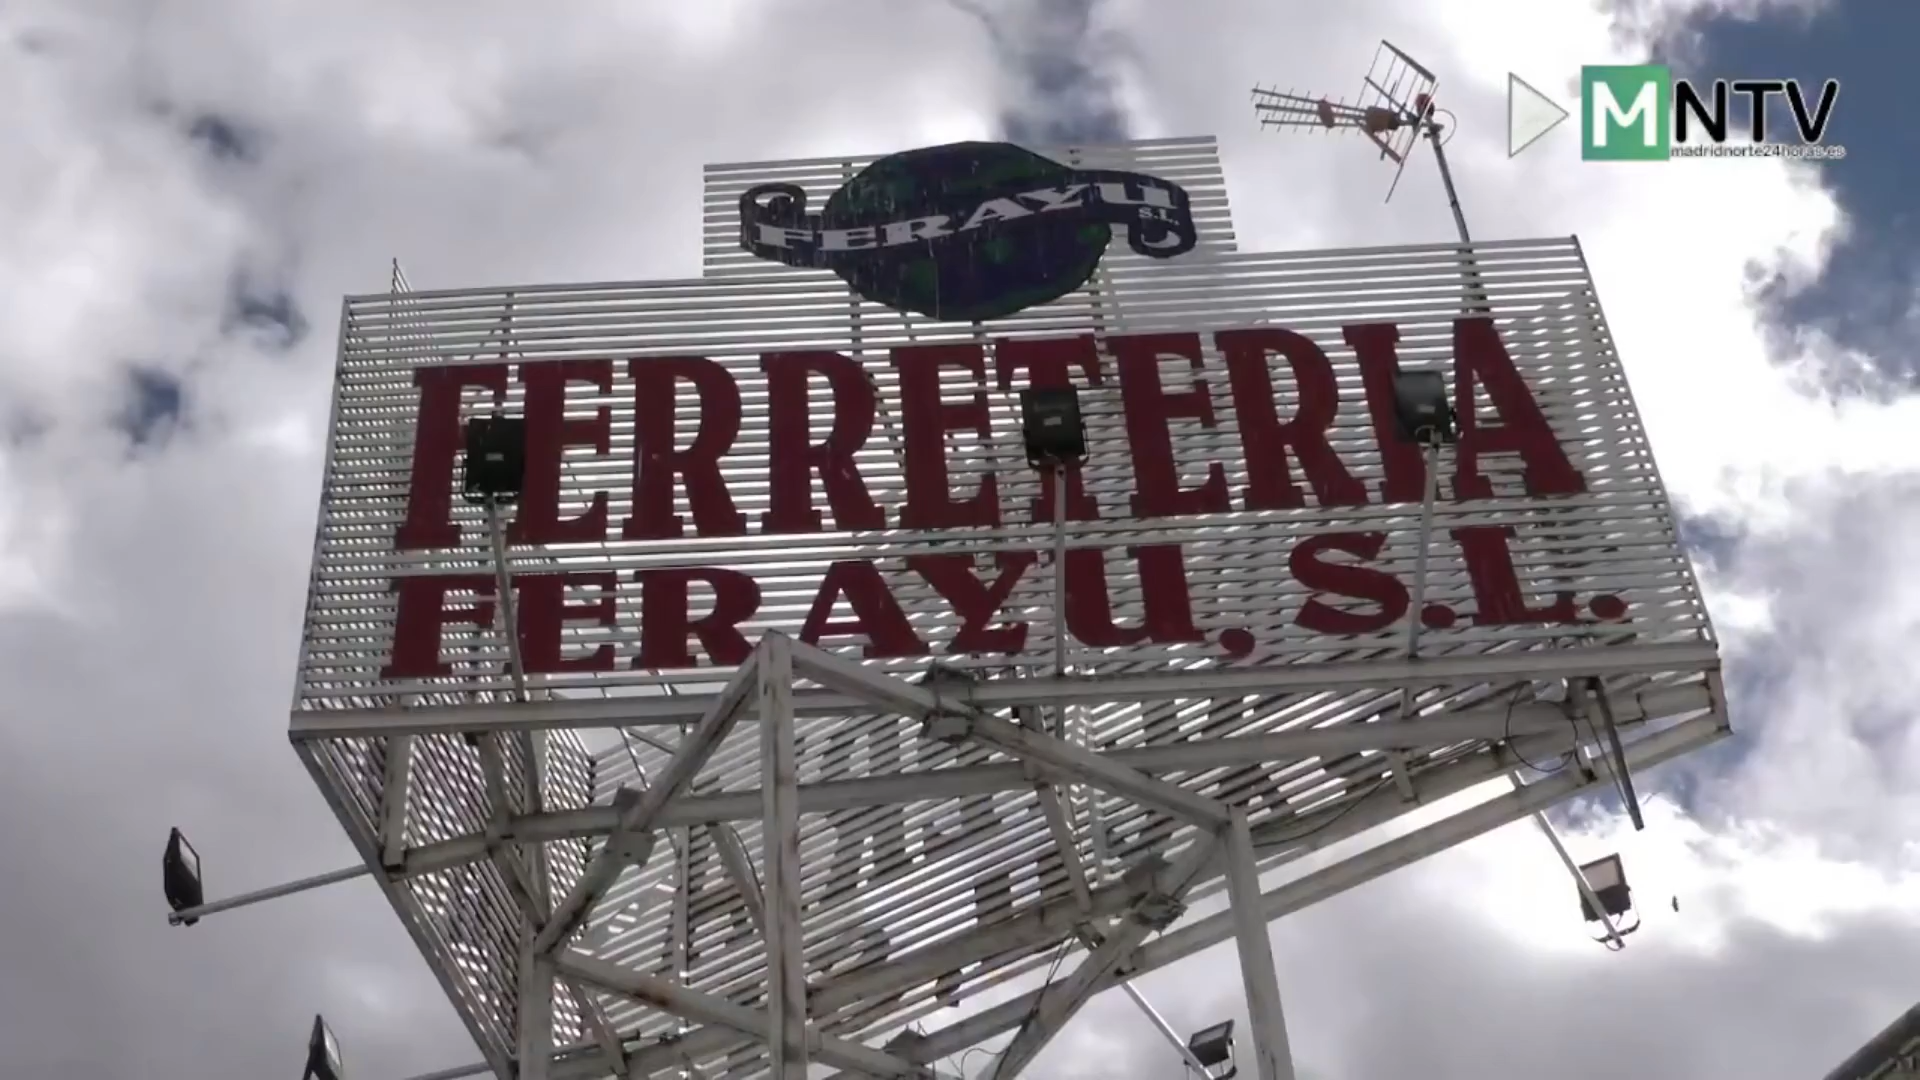 MNTV
madridnorte24horas.es
FERAYU
S.L.
FERRETERIA
FERAYU, S.L.